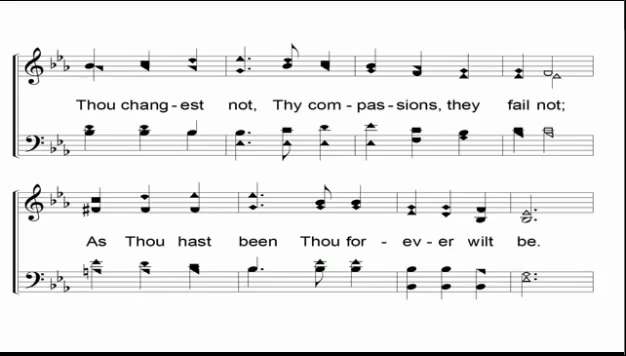 Thou chang-est not, Thy com-pas-sions, they fail not;
As Thou hast been Thou for-ev-er wilt be.